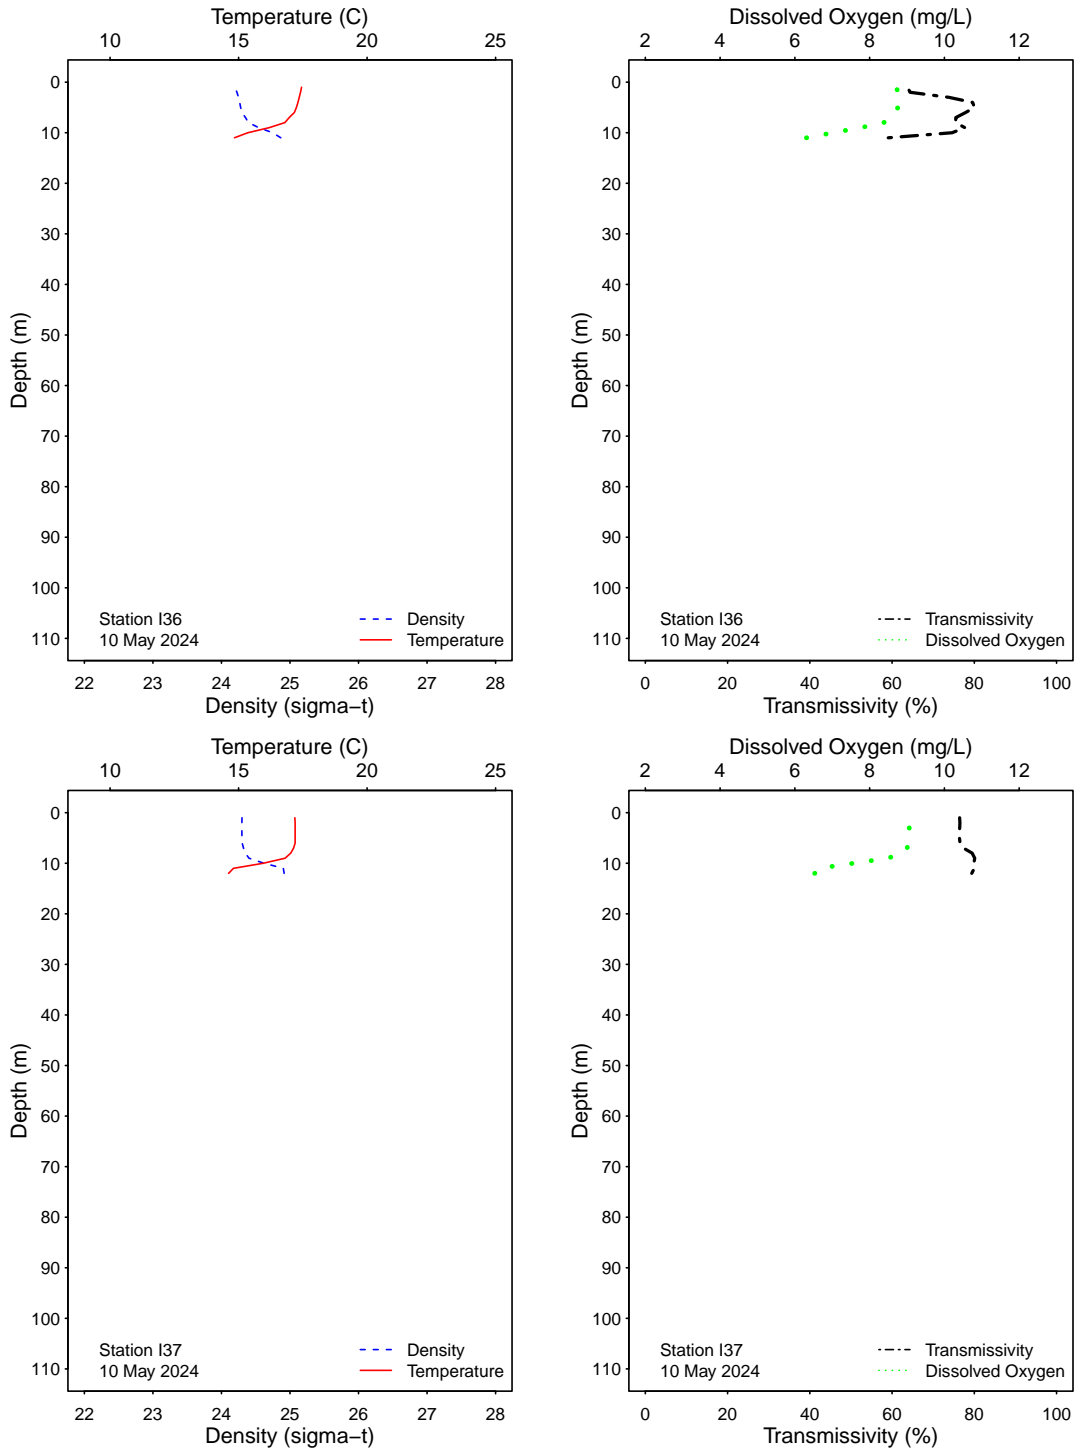 Temperature (C)
10 15 20 25
0
10
20
30
40
50
60
70
80
90
100
110
Depth (m)
Station I36
10 May 2024
Density
Temperature
22 23 24 25 26 27 28
Density (sigma−t)
Dissolved Oxygen (mg/L)
2 4 6 8 10 12
0
10
20
30
40
50
60
70
80
90
100
110
Depth (m)
Station I36
10 May 2024
Transmissivity
Dissolved Oxygen
0 20 40 60 80 100
Transmissivity (%)
Temperature (C)
10 15 20 25
0
10
20
30
40
50
60
70
80
90
100
110
Depth (m)
Station I37
10 May 2024
Density
Temperature
22 23 24 25 26 27 28
Density (sigma−t)
Dissolved Oxygen (mg/L)
2 4 6 8 10 12
0
10
20
30
40
50
60
70
80
90
100
110
Depth (m)
Station I37
10 May 2024
Transmissivity
Dissolved Oxygen
0 20 40 60 80 100
Transmissivity (%)